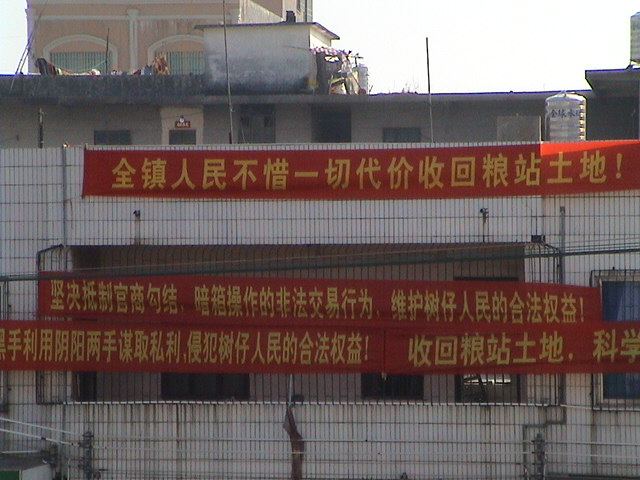 全镇人民不惜一切代价收回粮站土地！
坚决抵制官商勾结、暗箱操作的非法交易行为、维护树仔人民的合法权益！
黑手利用阴阳两手谋取私利,侵犯树仔人民的合法权益！
收回粮站土地，科学